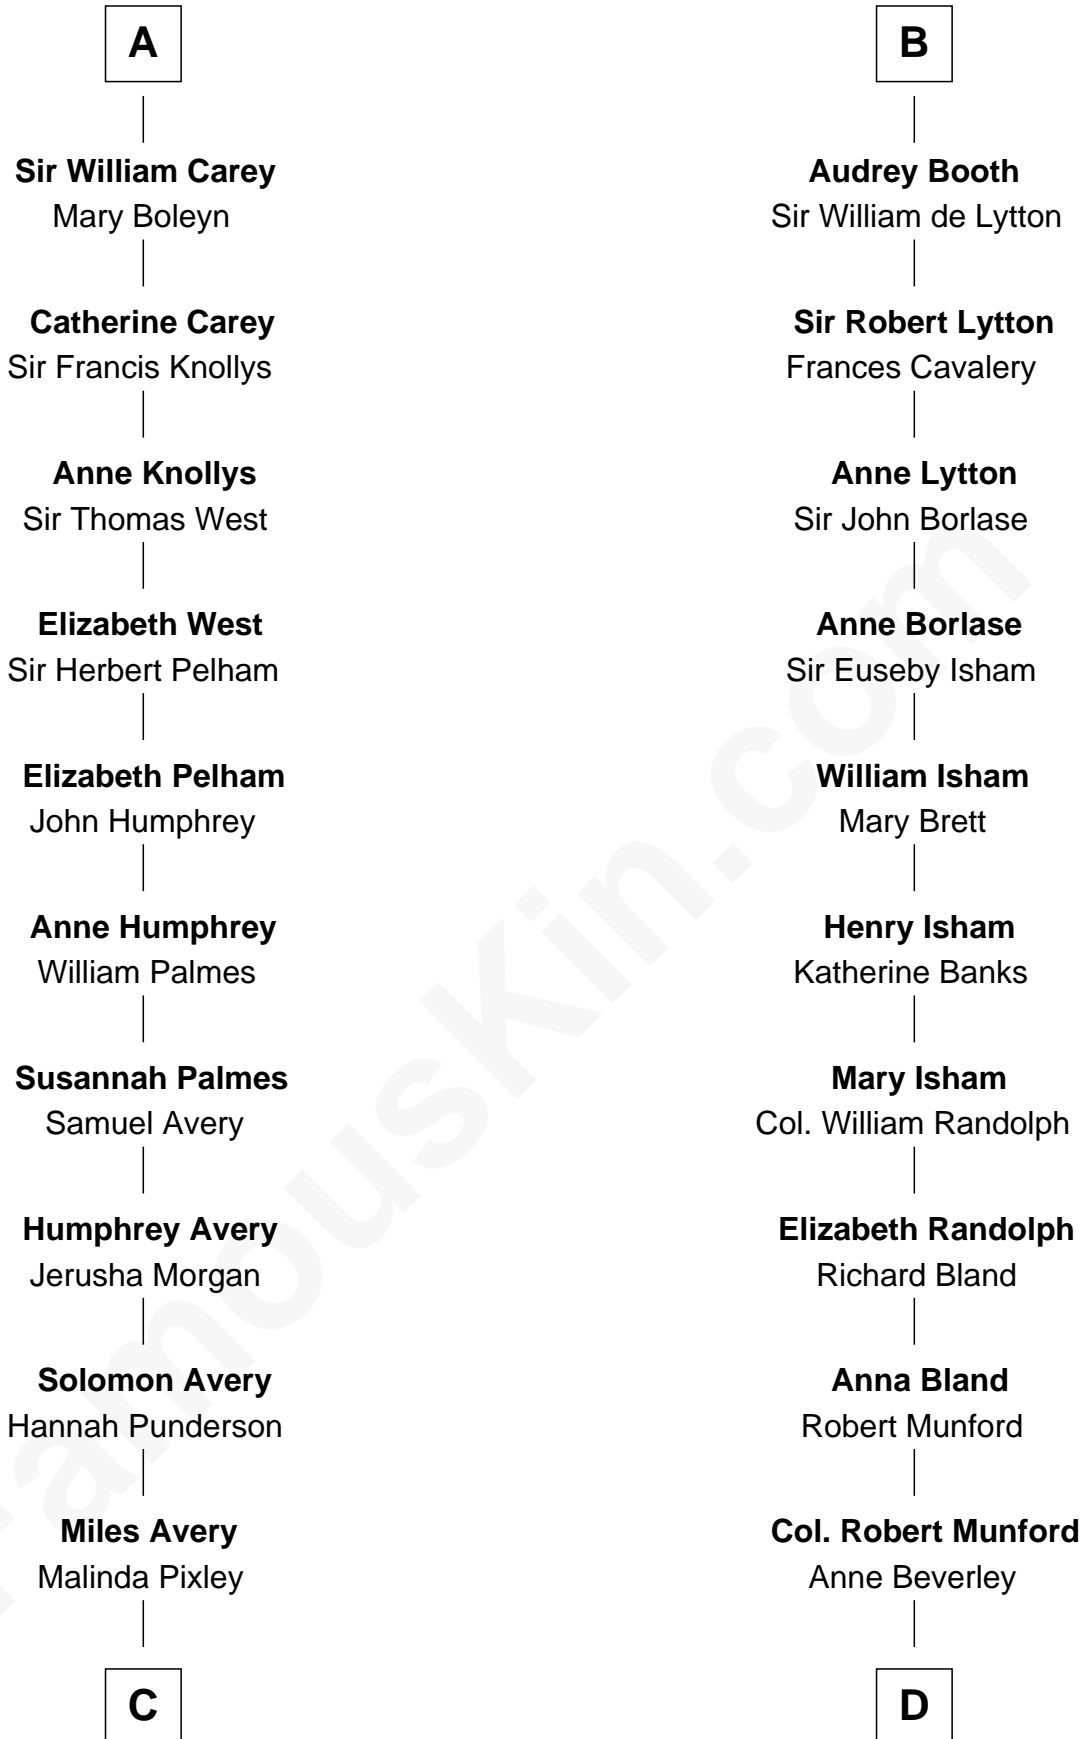 A
Sir William Carey
Mary Boleyn
Catherine Carey
Sir Francis Knollys
Anne Knollys
Sir Thomas West
Elizabeth West
Sir Herbert Pelham
Elizabeth Pelham
John Humphrey
Anne Humphrey
William Palmes
Susannah Palmes
Samuel Avery
Humphrey Avery
Jerusha Morgan
Solomon Avery
Hannah Punderson
Miles Avery
Malinda Pixley
C
B
Audrey Booth
Sir William de Lytton
Sir Robert Lytton
Frances Cavalery
Anne Lytton
Sir John Borlase
Anne Borlase
Sir Euseby Isham
William Isham
Mary Brett
Henry Isham
Katherine Banks
Mary Isham
Col. William Randolph
Elizabeth Randolph
Richard Bland
Anna Bland
Robert Munford
Col. Robert Munford
Anne Beverley
D
FamousKin.com